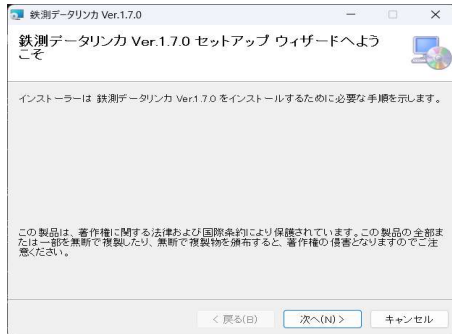 鉄測データリンカ Ver.1.7.0
鉄測データリンカ Ver.1.7.0 セットアップ ウィザードへよう
こそ
インストーラーは 鉄測データリンカ Ver.1.7.0 をインストールするために必要な手順を示します。
この製品は、著作権に関する法律および国際条約により保護されています。この製品の全部ま
たは一部を無断で複製したり、無断で複製物を頒布すると、著作権の侵害となりますのでご注
意ください。
< 戻る(B)
次へ(N) >
キャンセル